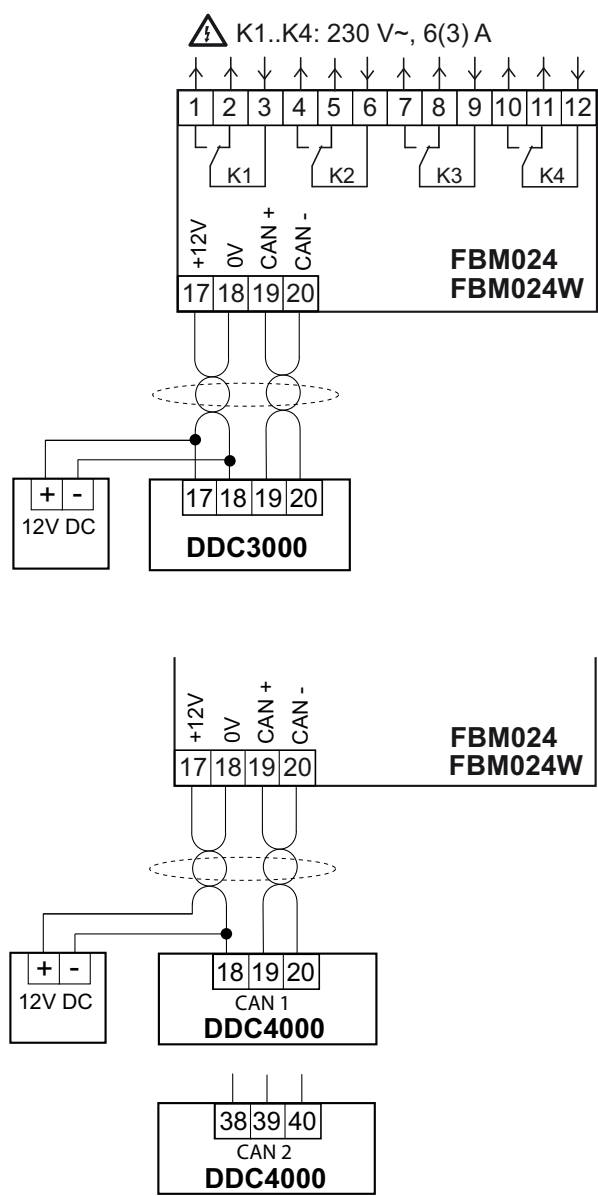 K1..K4: 230 V~, 6(3) A
1 2 3 4 5 6 7 8 9 10 11 12
K1 K2 K3 K4
+12V 0V CAN + CAN -
FBM024
FBM024W
17 18 19 20
+ -
12V DC
17 18 19 20
DDC3000
+12V 0V CAN + CAN -
FBM024
FBM024W
17 18 19 20
+ -
12V DC
18 19 20
CAN 1
DDC4000
38 39 40
CAN 2
DDC4000